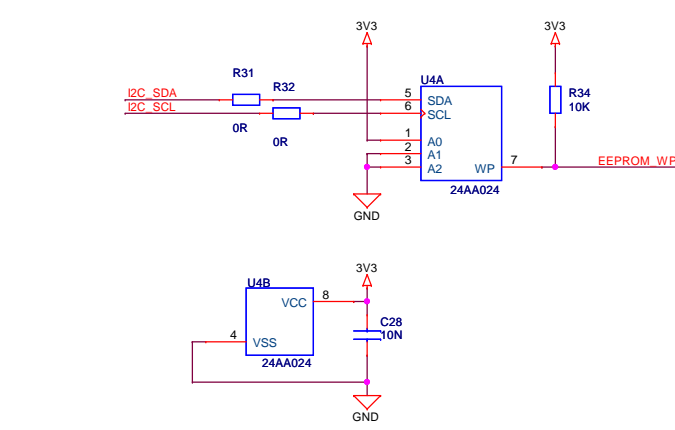 3V3
3V3
R31
R32
U4A
I2C_SDA
I2C_SCL
0R
0R
5
6
1
2
3
SDA
SCL
A0
A1
A2
WP
7
24AA024
R34
10K
EEPROM_WP
GND
3V3
U4B
VCC
8
4
VSS
24AA024
C28
10N
GND